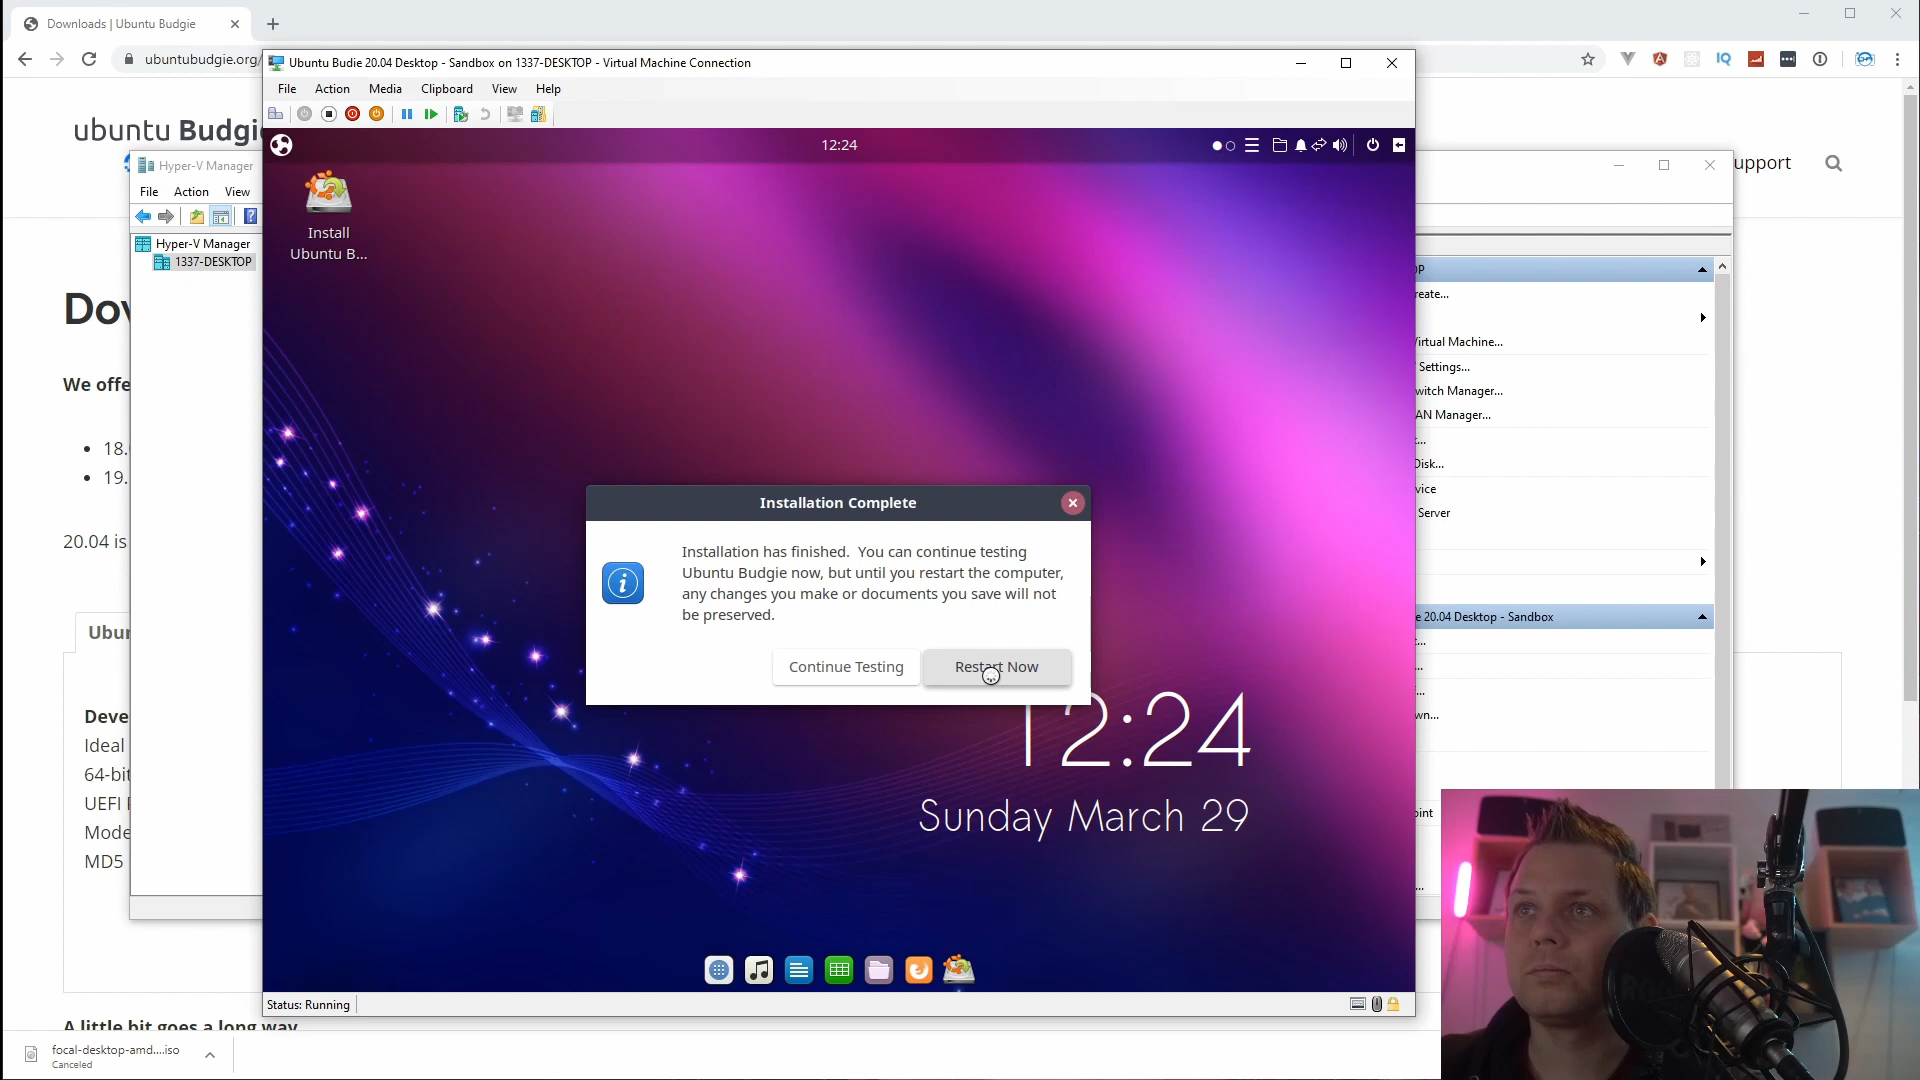 Downloads | Ubuntu Budgie
ubuntubudgie.org/
ubuntu Budgie
upport
Dow
We offe
18.
19.
20.04 is
Ubun
Deve
Ideal
64-bit
UEFI
Mode
MD5
A little bit goes a long way
focal-desktop-amd....iso
Canceled
Hyper-V Manager
File
Action
View
Hyper-V Manager
1337-DESKTOP
reate...
irtual Machine...
Settings...
witch Manager...
AN Manager...
Disk...
vice
Server
e 20.04 Desktop - Sandbox
wn...
int
Ubuntu Budie 20.04 Desktop - Sandbox on 1337-DESKTOP - Virtual Machine Connection
File
Action
Media
Clipboard
View
Help
12:24
Install
Ubuntu B...
Installation Complete
Installation has finished. You can continue testing
Ubuntu Budgie now, but until you restart the computer,
any changes you make or documents you save will not
be preserved.
Continue Testing
Restart Now
12:24
Sunday March 29
Status: Running